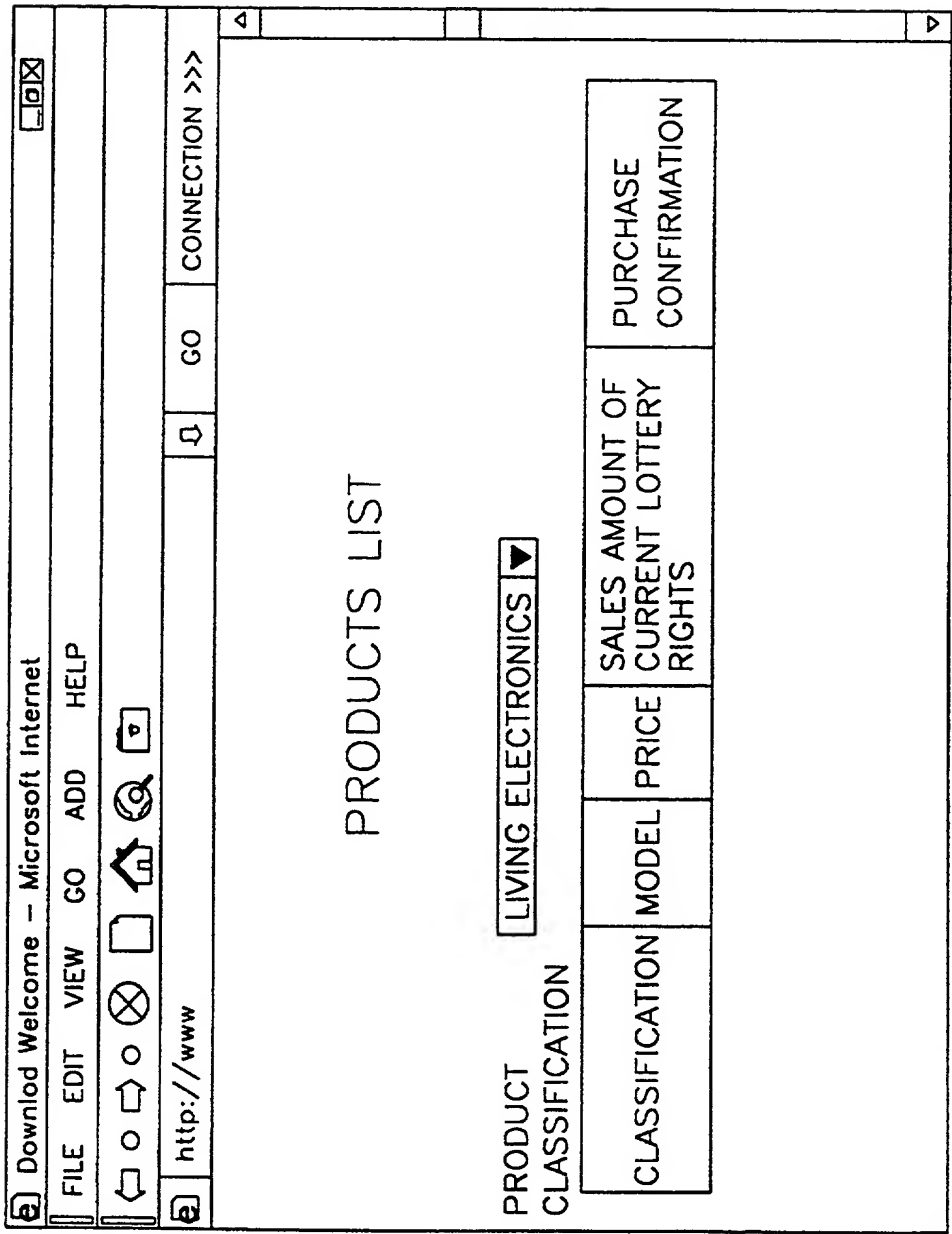 e Downlod Welcome – Microsoft Internet
FILE EDIT VIEW GO ADD HELP
e http://www GO CONNECTION >>>
PRODUCTS LIST
PRODUCT
CLASSIFICATION
LIVING ELECTRONICS
CLASSIFICATION
MODEL
PRICE
SALES AMOUNT OF
CURRENT LOTTERY
RIGHTS
PURCHASE
CONFIRMATION